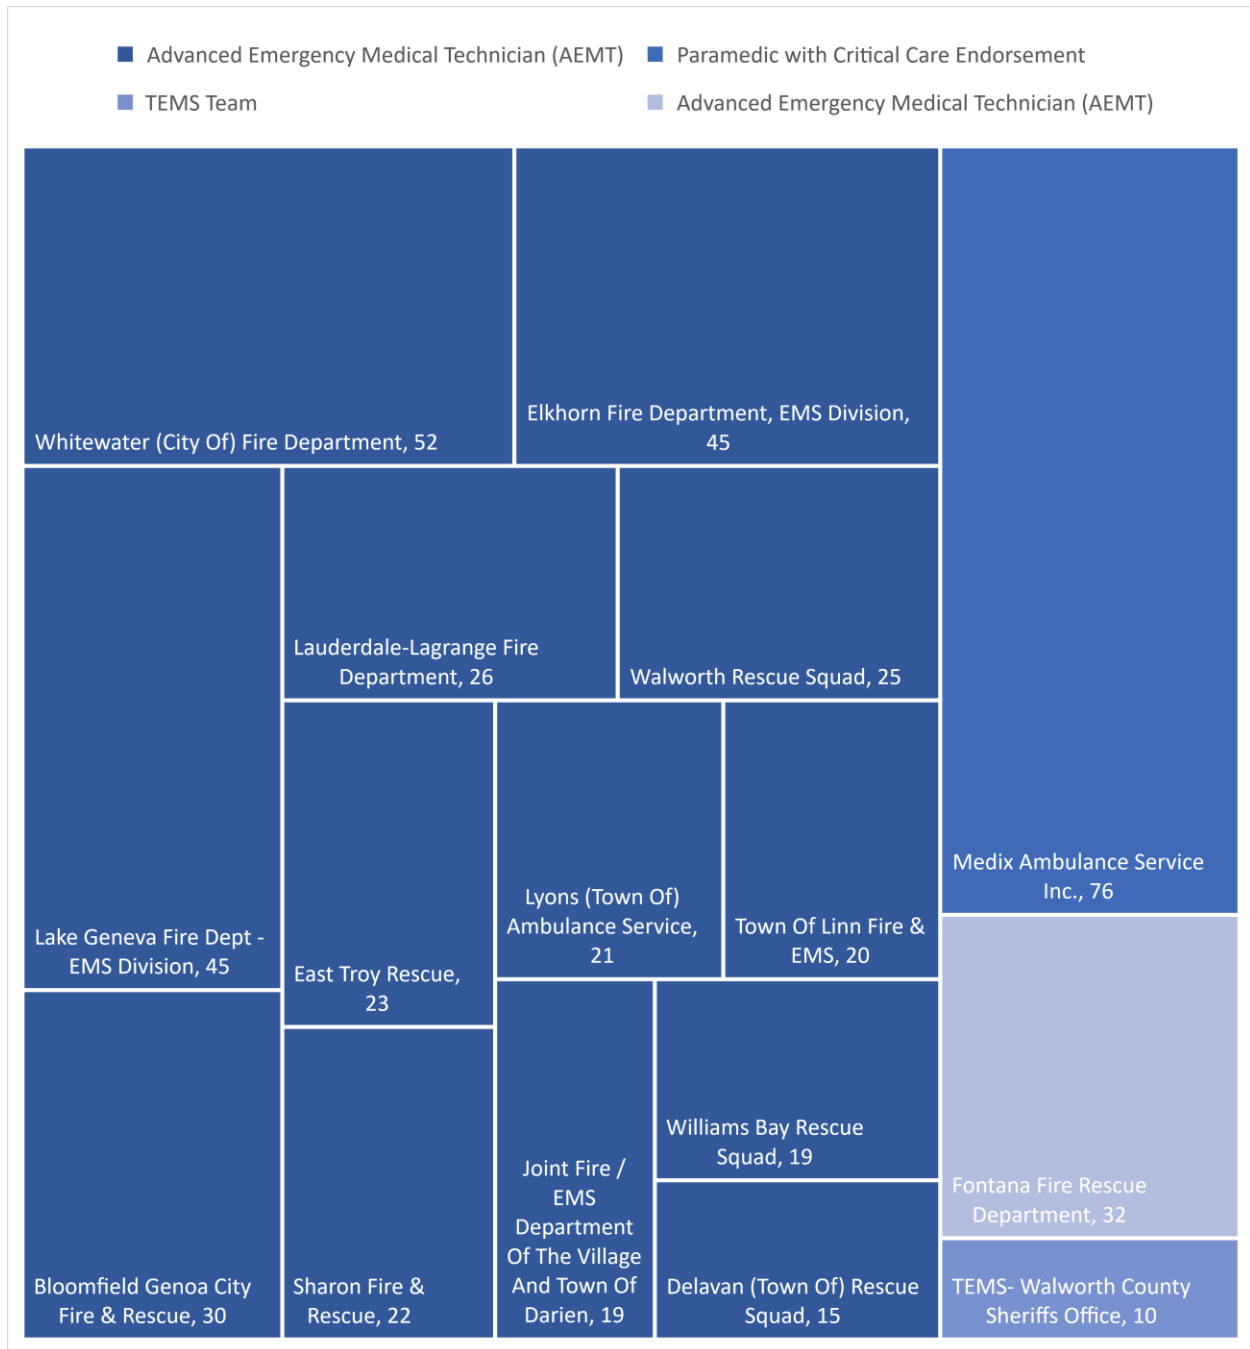 Advanced Emergency Medical Technician (AEMT)
Paramedic with Critical Care Endorsement
TEMS Team
Advanced Emergency Medical Technician (AEMT)
Whitewater (City Of) Fire Department, 52
Elkhorn Fire Department, EMS Division,
45
Medix Ambulance Service
Inc., 76
Lake Geneva Fire Dept -
EMS Division, 45
Lauderdale-Lagrange Fire
Department, 26
Walworth Rescue Squad, 25
East Troy Rescue,
23
Lyons (Town Of)
Ambulance Service,
21
Town Of Linn Fire &
EMS, 20
Bloomfield Genoa City
Fire & Rescue, 30
Sharon Fire &
Rescue, 22
Joint Fire /
EMS
Department
Of The Village
And Town Of
Darien, 19
Williams Bay Rescue
Squad, 19
Delavan (Town Of) Rescue
Squad, 15
Fontana Fire Rescue
Department, 32
TEMS- Walworth County
Sheriffs Office, 10